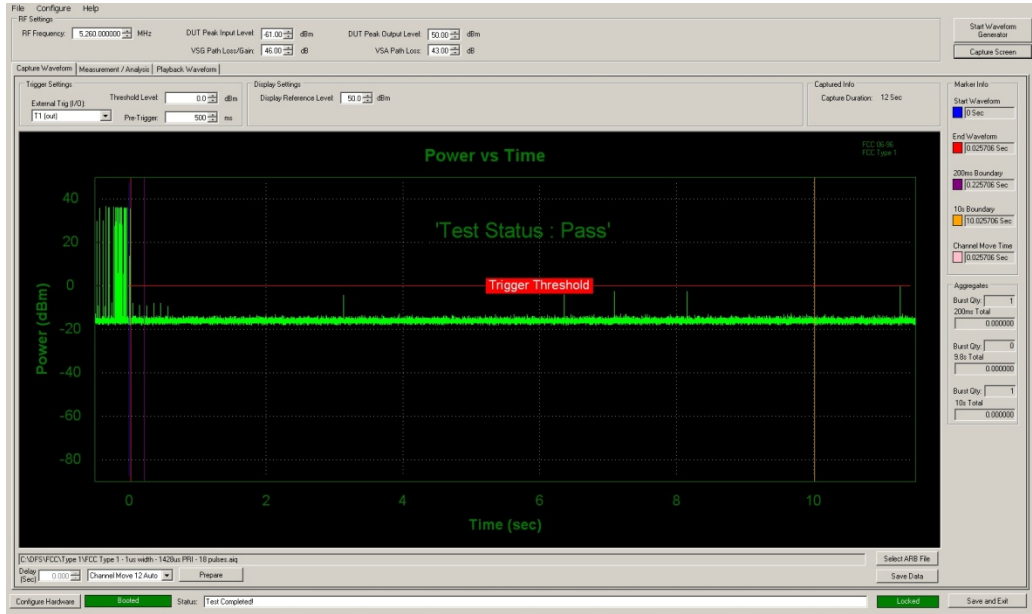 File Configure Help
RF Settings
RF Frequency: 5,260.000000 MHz DUT Peak Input Level: -61.00 dBm DUT Peak Output Level: 50.00 dBm
VSG Path Loss/Gain: 46.00 dB VSA Path Loss: 43.00 dB
Start Waveform Generator
Capture Screen
Capture Waveform Measurement / Analysis Playback Waveform
Trigger Settings
External Trig (I/O):
T1 (out)
Threshold Level: 0.0 dBm
Pre-Trigger: 500 ms
Display Settings
Display Reference Level: 50.0 dBm
Captured Info
Capture Duration: 12 Sec
Marker Info
Start Waveform
0 Sec
End Waveform
0.025706 Sec
200ms Boundary
0.225706 Sec
10s Boundary
10.025706 Sec
Channel Move Time
0.025706 Sec
Aggregates
Burst Qty: 1
200ms Total
0.000000
Burst Qty: 0
9.8s Total
0.000000
Burst Qty: 1
10s Total
0.000000
Power vs Time
FCC 06-96
FCC Type 1
'Test Status : Pass'
Trigger Threshold
Power (dBm)
40
20
0
-20
-40
-60
-80
0 2 4 6 8 10
Time (sec)
C:\DFS\FCC\Type 1\FCC Type 1 - 1us width - 1428us PRI - 18 pulses.aiq
Select ARB File
Delay (Sec) 0.000 Channel Move 12 Auto Prepare
Save Data
Configure Hardware Booted Status: Test Completed! Locked Save and Exit